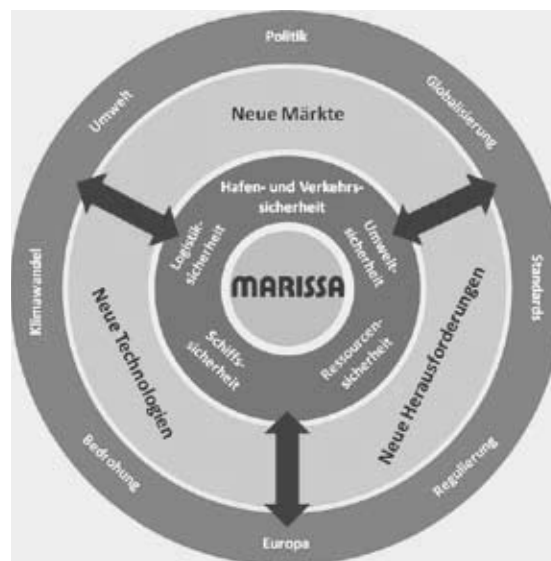 Politik
Globalisierung
Standards
Regulierung
Europa
Bedrohung
Klimawandel
Umwelt
Neue Märkte
Neue Herausforderungen
Neue Technologien
Hafen- und Verkehrs-
sicherheit
Umwelt-
sicherheit
Ressourcen-
sicherheit
Schiffs-
sicherheit
Logistik-
sicherheit
MARISSA